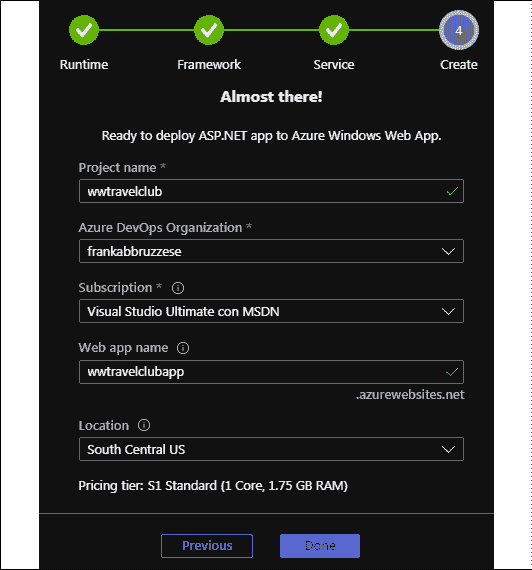 4
Runtime Framework Service Create
Almost there!
Ready to deploy ASP.NET app to Azure Windows Web App.
Project name *
wwtravelclub
Azure DevOps Organization *
frankabbruzzese
Subscription *
Visual Studio Ultimate con MSDN
Web app name
wwtravelclubapp
.azurewebsites.net
Location
South Central US
Pricing tier: S1 Standard (1 Core, 1.75 GB RAM)
Previous Done